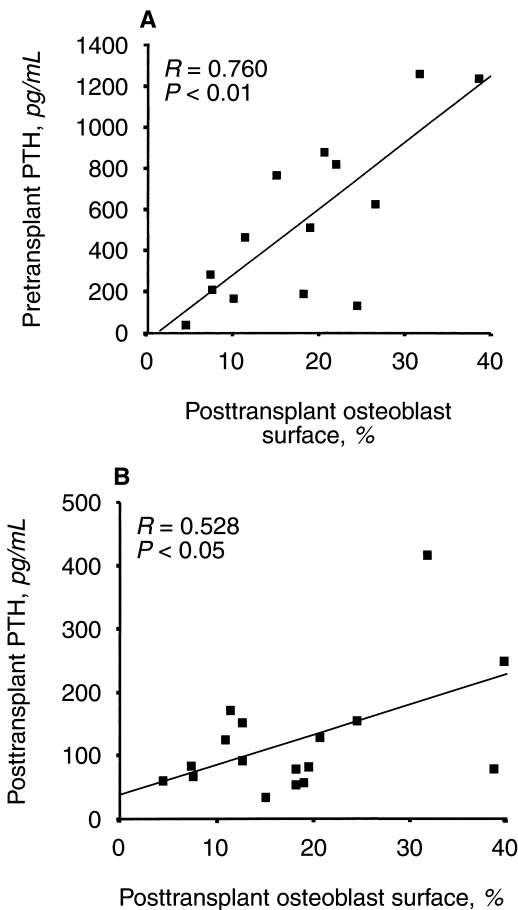 A
R = 0.760
P < 0.01
Pretransplant PTH, pg/mL
1400
1200
1000
800
600
400
200
0
0 10 20 30 40
Posttransplant osteoblast
surface, %
B
R = 0.528
P < 0.05
Posttransplant PTH, pg/mL
500
400
300
200
100
0
0 10 20 30 40
Posttransplant osteoblast surface, %